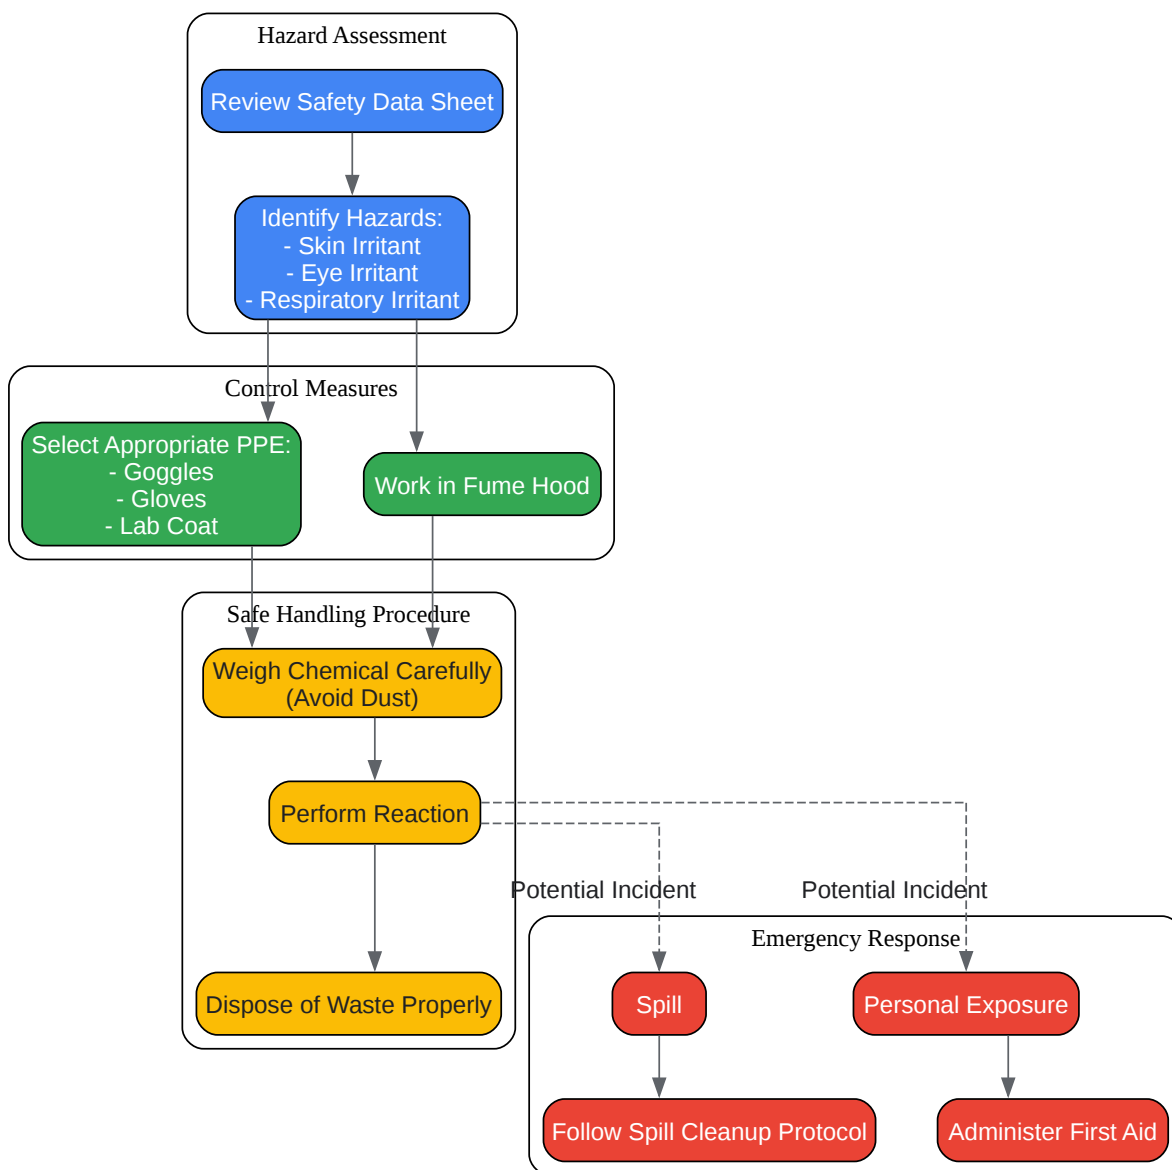 Hazard Assessment
Review Safety Data Sheet
Identify Hazards:
- Skin Irritant
- Eye Irritant
- Respiratory Irritant
Control Measures
Select Appropriate PPE:
- Goggles
- Gloves
- Lab Coat
Work in Fume Hood
Safe Handling Procedure
Weigh Chemical Carefully
(Avoid Dust)
Perform Reaction
Dispose of Waste Properly
Potential Incident
Potential Incident
Emergency Response
Spill
Personal Exposure
Follow Spill Cleanup Protocol
Administer First Aid